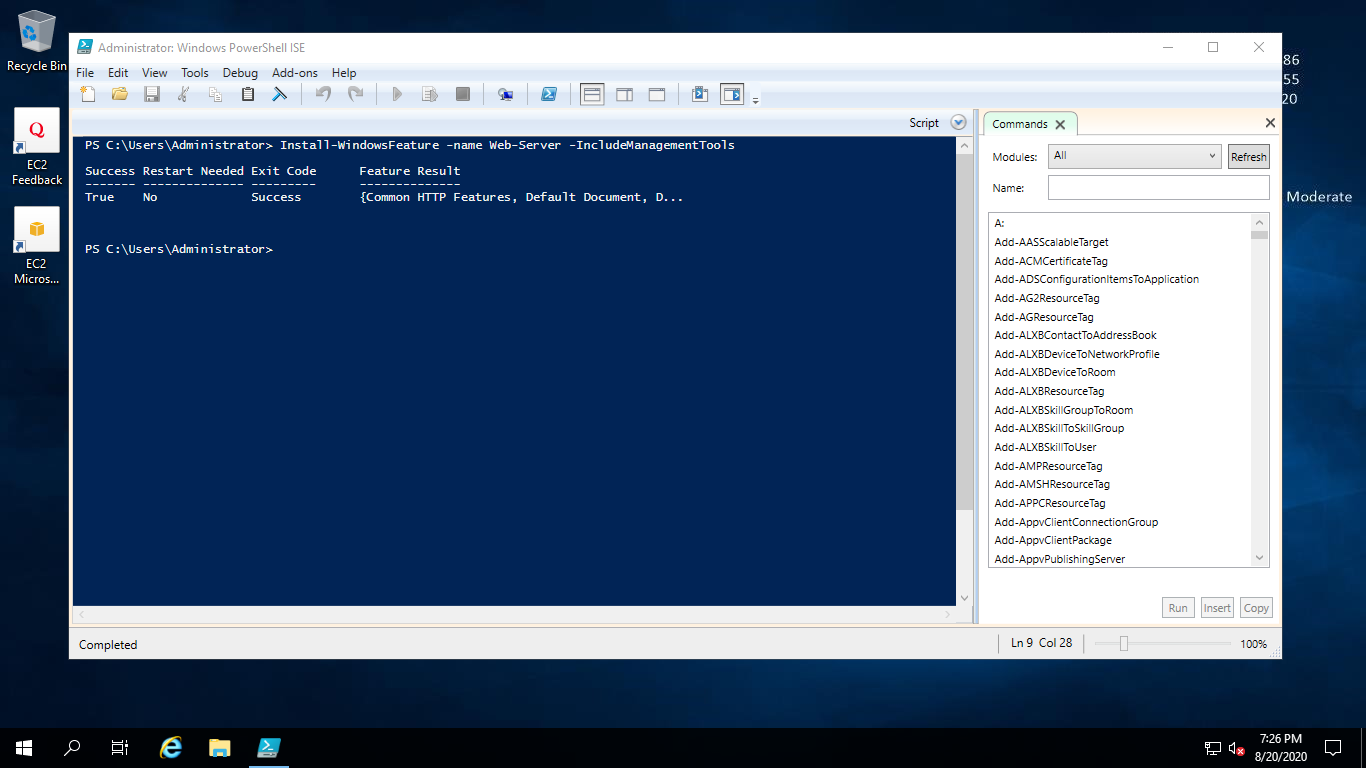 Recycle Bin
EC2
Feedback
EC2
Micros...
Administrator: Windows PowerShell ISE
File Edit View Tools Debug Add-ons Help
Script
PS C:\Users\Administrator> Install-WindowsFeature -name Web-Server -IncludeManagementTools
Success Restart Needed Exit Code Feature Result
------- -------------- --------- --------------
True No Success {Common HTTP Features, Default Document, D...
PS C:\Users\Administrator>
Commands
Modules: All Refresh
Name:
A:
Add-AASScalableTarget
Add-ACMCertificateTag
Add-ADSConfigurationItemsToApplication
Add-AG2ResourceTag
Add-AGResourceTag
Add-ALXBContactToAddressBook
Add-ALXBDeviceToNetworkProfile
Add-ALXBDeviceToRoom
Add-ALXBResourceTag
Add-ALXBSkillGroupToRoom
Add-ALXBSkillToSkillGroup
Add-ALXBSkillToUser
Add-AMPResourceTag
Add-AMSHResourceTag
Add-APPCResourceTag
Add-AppvClientConnectionGroup
Add-AppvClientPackage
Add-AppvPublishingServer
Run Insert Copy
Completed
Ln 9 Col 28
100%
86
55
20
Moderate
7:26 PM
8/20/2020